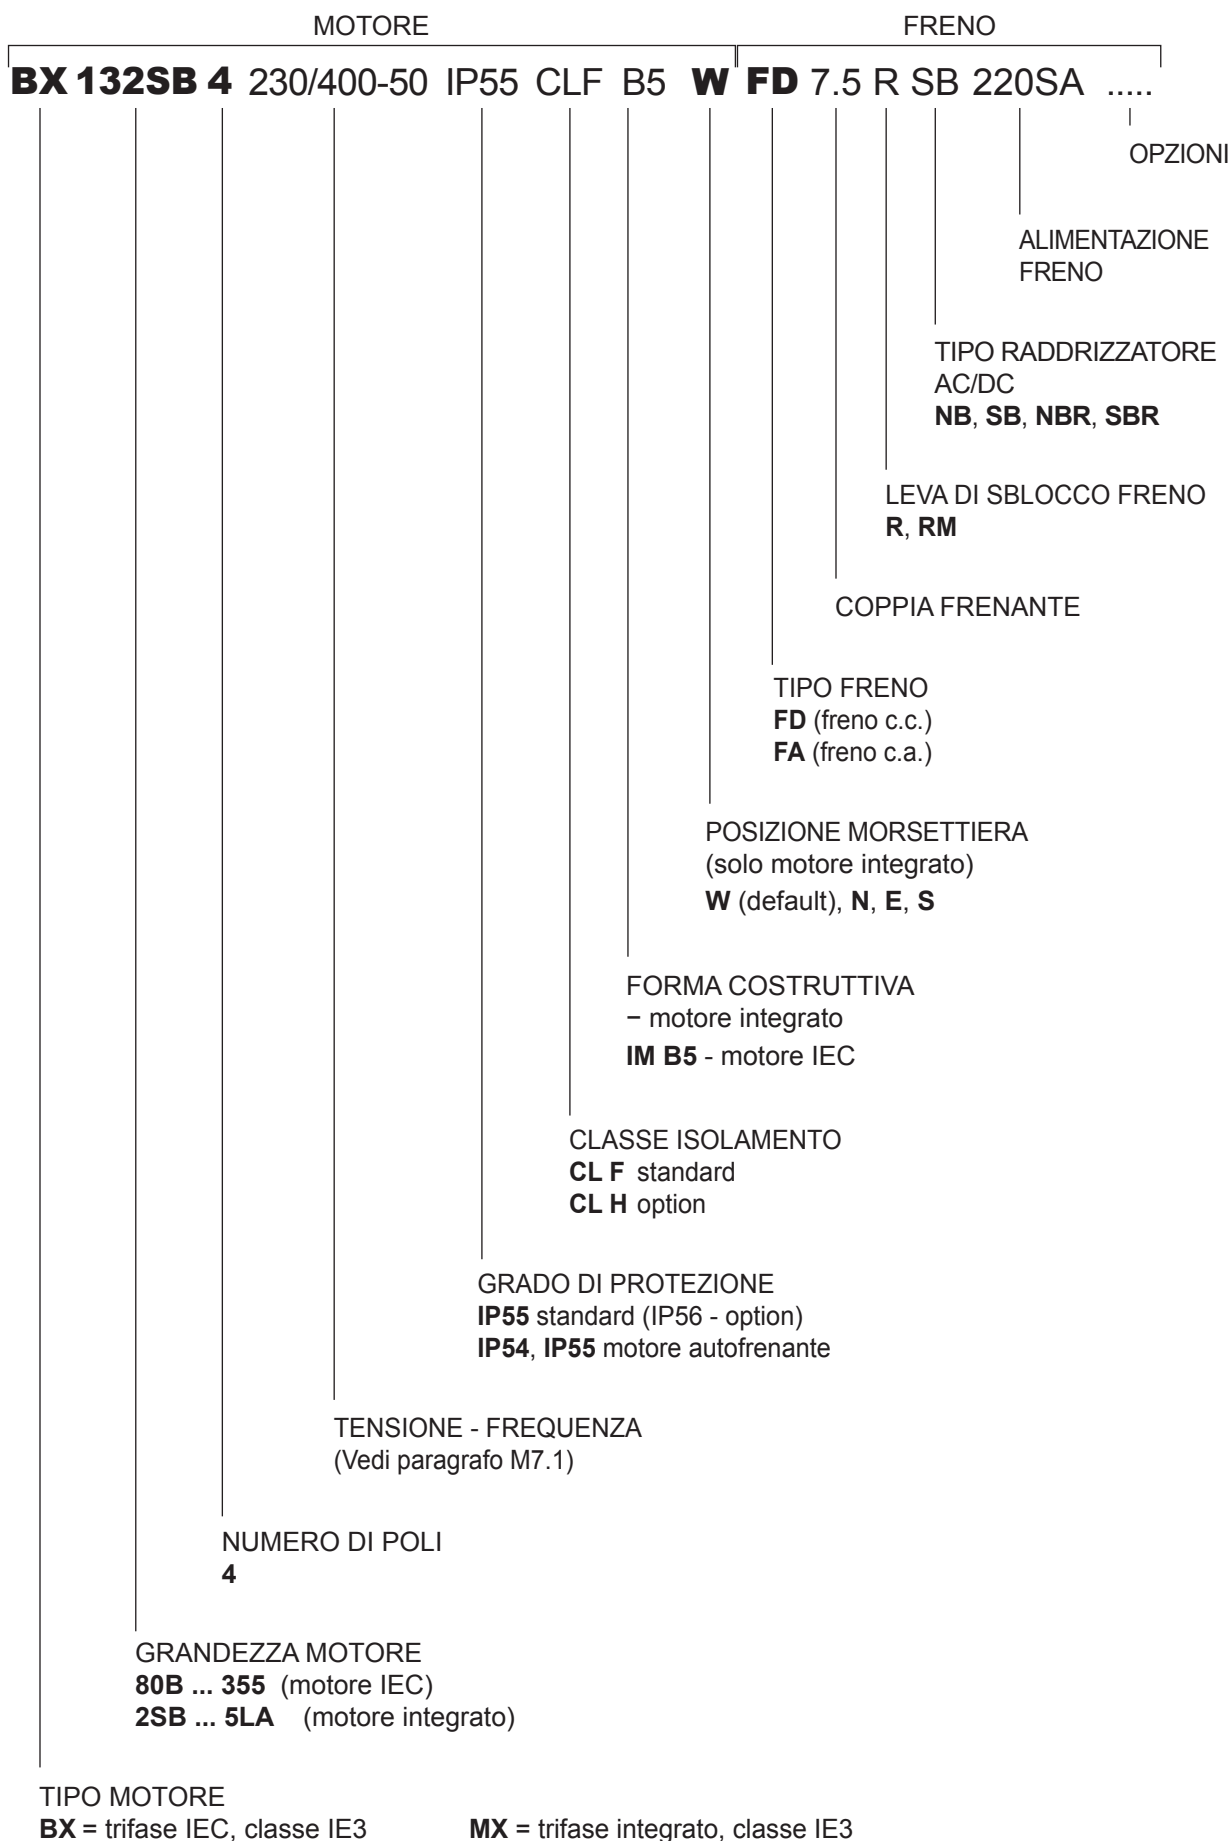 MOTORE FRENO
BX 132SB 4 230/400-50 IP55 CLF B5 W FD 7.5 R SB 220SA .....
OPZIONI
ALIMENTAZIONE
FRENO
TIPO RADDRIZZATORE
AC/DC
NB, SB, NBR, SBR
LEVA DI SBLOCCO FRENO
R, RM
COPPIA FRENANTE
TIPO FRENO
FD (freno c.c.)
FA (freno c.a.)
POSIZIONE MORSETTIERA
(solo motore integrato)
W (default), N, E, S
FORMA COSTRUTTIVA
− motore integrato
IM B5 - motore IEC
CLASSE ISOLAMENTO
CL F standard
CL H option
GRADO DI PROTEZIONE
IP55 standard (IP56 - option)
IP54, IP55 motore autofrenante
TENSIONE - FREQUENZA
(Vedi paragrafo M7.1)
NUMERO DI POLI
4
GRANDEZZA MOTORE
80B ... 355 (motore IEC)
2SB ... 5LA (motore integrato)
TIPO MOTORE
BX = trifase IEC, classe IE3 MX = trifase integrato, classe IE3